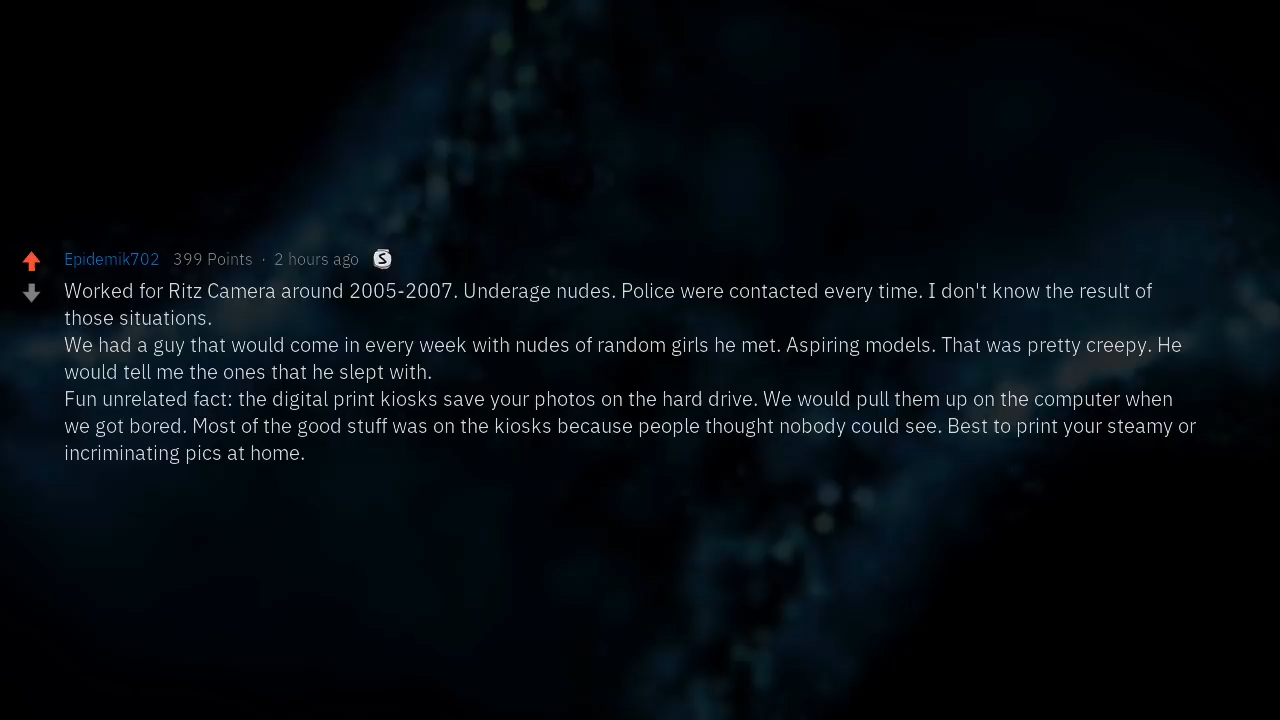 Epidemik702 399 Points · 2 hours ago S
Worked for Ritz Camera around 2005-2007. Underage nudes. Police were contacted every time. I don't know the result of
those situations.
We had a guy that would come in every week with nudes of random girls he met. Aspiring models. That was pretty creepy. He
would tell me the ones that he slept with.
Fun unrelated fact: the digital print kiosks save your photos on the hard drive. We would pull them up on the computer when
we got bored. Most of the good stuff was on the kiosks because people thought nobody could see. Best to print your steamy or
incriminating pics at home.